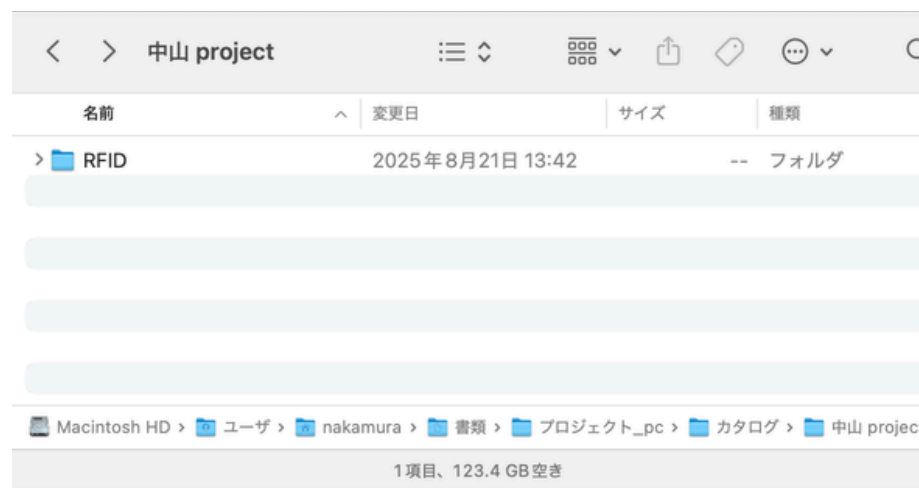 中山 project
名前 変更日 サイズ 種類
RFID 2025年8月21日 13:42 -- フォルダ
Macintosh HD › ユーザ › nakamura › 書類 › プロジェクト_pc › カタログ › 中山 projec
1項目、123.4 GB空き